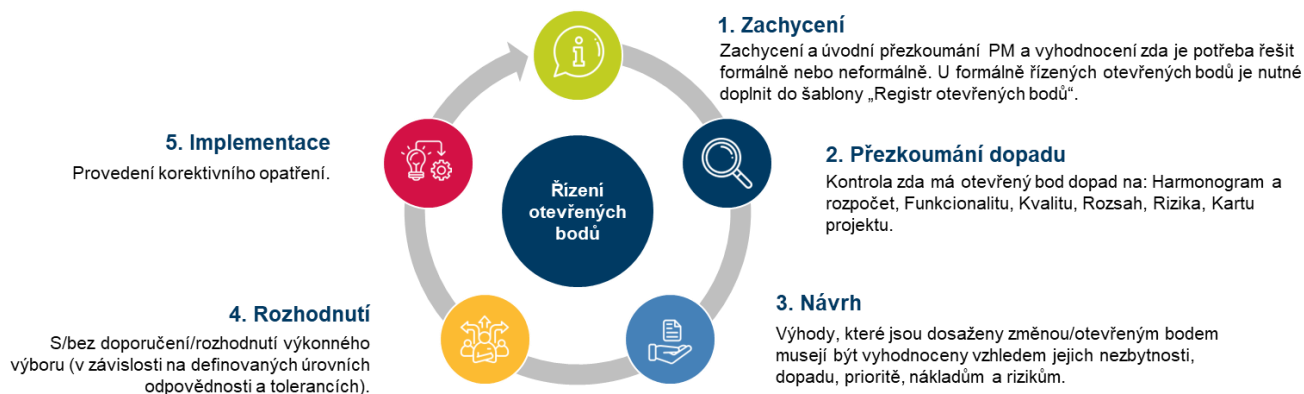 1. Zachycení
Zachycení a úvodní přezkoumání PM a vyhodnocení zda je potřeba řešit
formálně nebo neformálně. U formálně řízených otevřených bodů je nutné
doplnit do šablony „Registr otevřených bodů“.
2. Přezkoumání dopadu
Kontrola zda má otevřený bod dopad na: Harmonogram a
rozpočet, Funkcionalitu, Kvalitu, Rozsah, Rizika, Kartu
projektu.
3. Návrh
Výhody, které jsou dosaženy změnou/otevřeným bodem
musejí být vyhodnoceny vzhledem jejich nezbytnosti,
dopadu, prioritě, nákladům a rizikům.
4. Rozhodnutí
S/bez doporučení/rozhodnutí výkonného
výboru (v závislosti na definovaných úrovních
odpovědnosti a tolerancích).
5. Implementace
Provedení korektivního opatření.
Řízení
otevřených
bodů